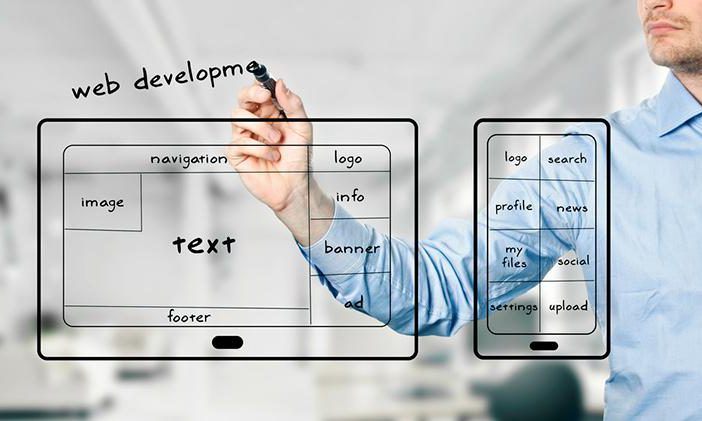 web developme
navigation
logo
image
info
text
banner
ad
footer
logo
search
profile
news
my
files
social
settings
upload